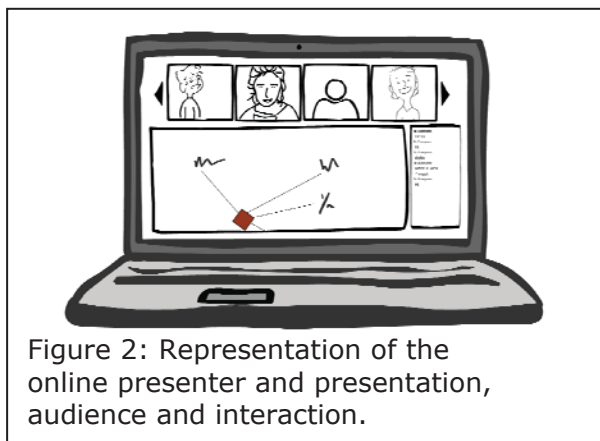 Figure 2: Representation of the
online presenter and presentation,
audience and interaction.